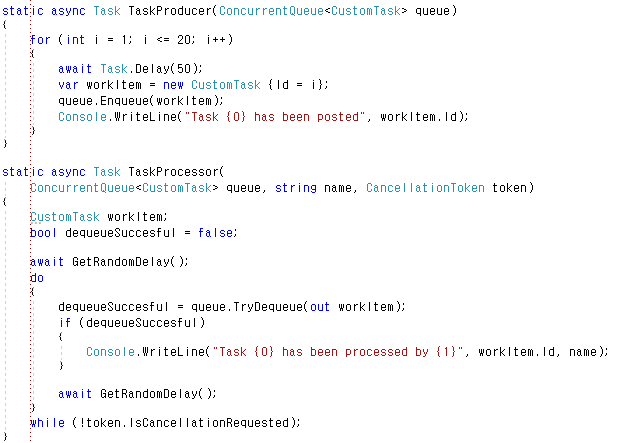 static async Task TaskProducer(ConcurrentQueue<CustomTask> queue)
{
    for (int i = 1; i <= 20; i++)
    {
        await Task.Delay(50);
        var workItem = new CustomTask {Id = i};
        queue.Enqueue(workItem);
        Console.WriteLine("Task {0} has been posted", workItem.Id);
    }
}

static async Task TaskProcessor(
    ConcurrentQueue<CustomTask> queue, string name, CancellationToken token)
{
    CustomTask workItem;
    bool dequeueSuccesful = false;

    await GetRandomDelay();
    do
    {
        dequeueSuccesful = queue.TryDequeue(out workItem);
        if (dequeueSuccesful)
        {
            Console.WriteLine("Task {0} has been processed by {1}", workItem.Id, name);
        }

        await GetRandomDelay();
    }
    while (!token.IsCancellationRequested);
}